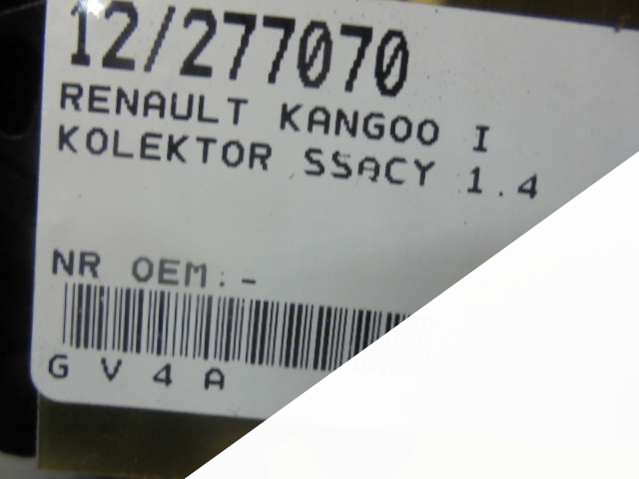 12/277070
RENAULT KANGOO I
KOLEKTOR SSACY 1.4
NR OEM:-
G V 4 A